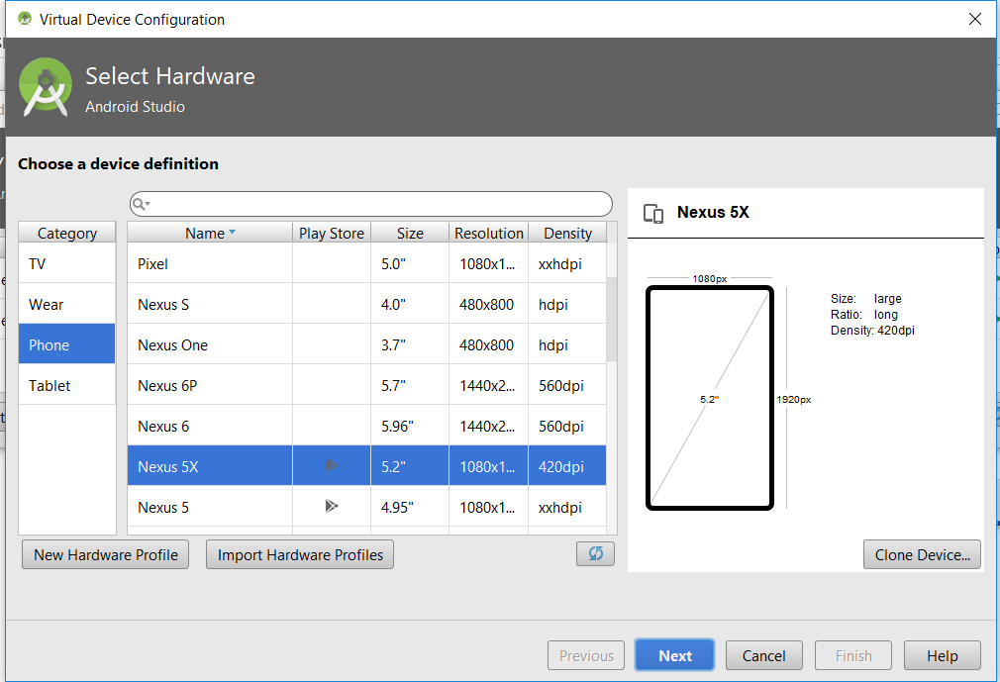 Virtual Device Configuration
Select Hardware
Android Studio
Choose a device definition
Category
TV
Wear
Phone
Tablet
Name Play Store Size Resolution Density
Pixel 5.0" 1080x1... xxhdpi
Nexus S 4.0" 480x800 hdpi
Nexus One 3.7" 480x800 hdpi
Nexus 6P 5.7" 1440x2... 560dpi
Nexus 6 5.96" 1440x2... 560dpi
Nexus 5X 5.2" 1080x1... 420dpi
Nexus 5 4.95" 1080x1... xxhdpi
New Hardware Profile Import Hardware Profiles
Nexus 5X
1080px
5.2"
1920px
Size: large
Ratio: long
Density: 420dpi
Clone Device...
Previous Next Cancel Finish Help